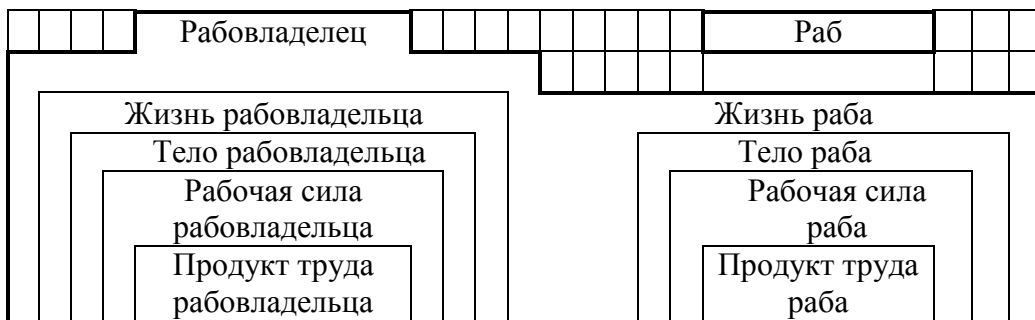 Рабовладелец
Раб
Жизнь рабовладельца
Жизнь раба
Тело рабовладельца
Тело раба
Рабочая сила
рабовладельца
Рабочая сила
раба
Продукт труда
рабовладельца
Продукт труда
раба